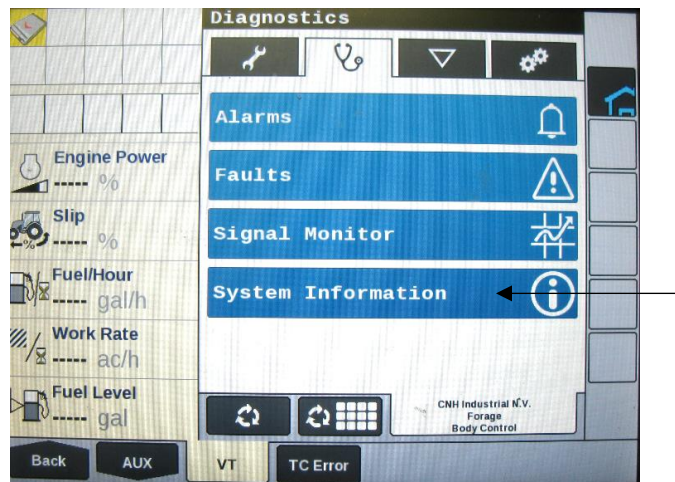 Diagnostics
Alarms
Faults
Signal Monitor
System Information
Engine Power
----- %
Slip
----- %
Fuel/Hour
----- gal/h
Work Rate
----- ac/h
Fuel Level
----- gal
CNH Industrial N.V.
Forage
Body Control
Back
AUX
VT
TC Error